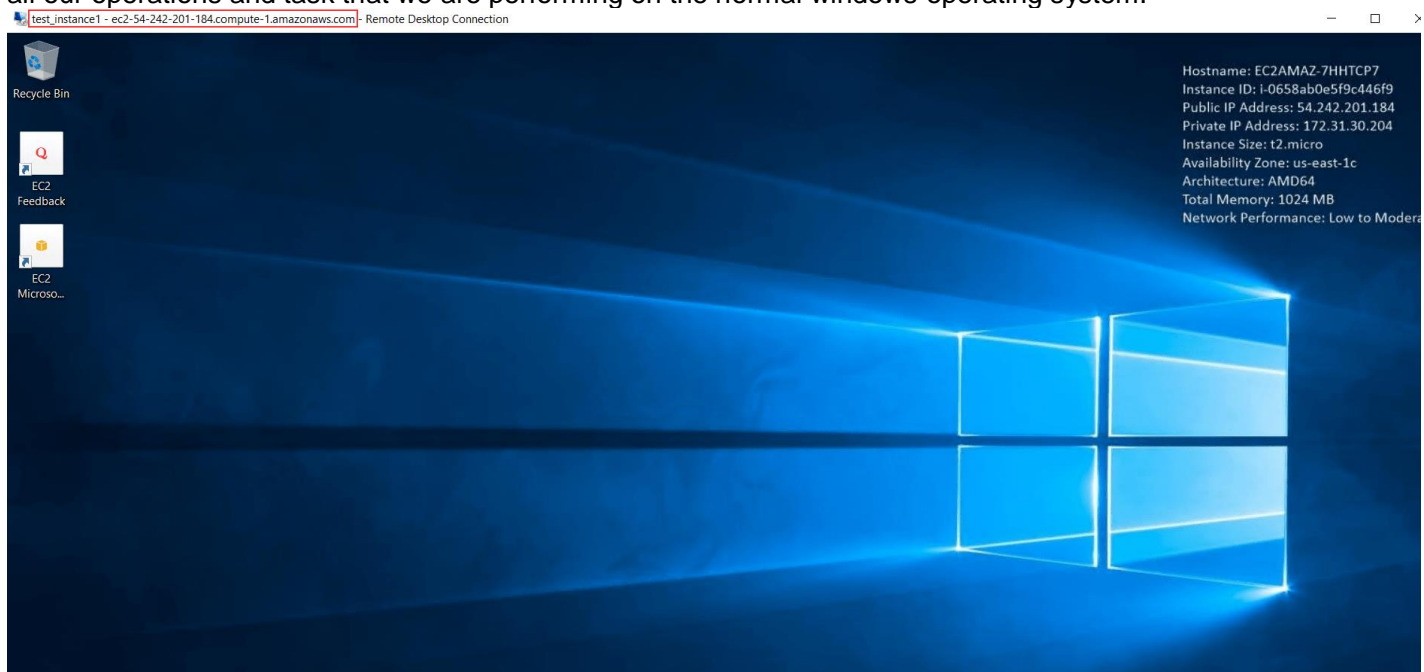 all our operations and task that we are performing on the normal windows operating system.
test_instance1 - ec2-54-242-201-184.compute-1.amazonaws.com - Remote Desktop Connection
Recycle Bin
EC2
Feedback
EC2
Microso...
Hostname: EC2AMAZ-7HHTCP7
Instance ID: i-0658ab0e5f9c446f9
Public IP Address: 54.242.201.184
Private IP Address: 172.31.30.204
Instance Size: t2.micro
Availability Zone: us-east-1c
Architecture: AMD64
Total Memory: 1024 MB
Network Performance: Low to Modera